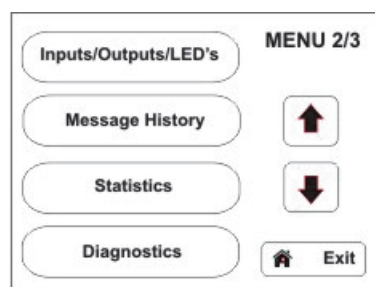 Inputs/Outputs/LED's
MENU 2/3
Message History
Statistics
Diagnostics
Exit